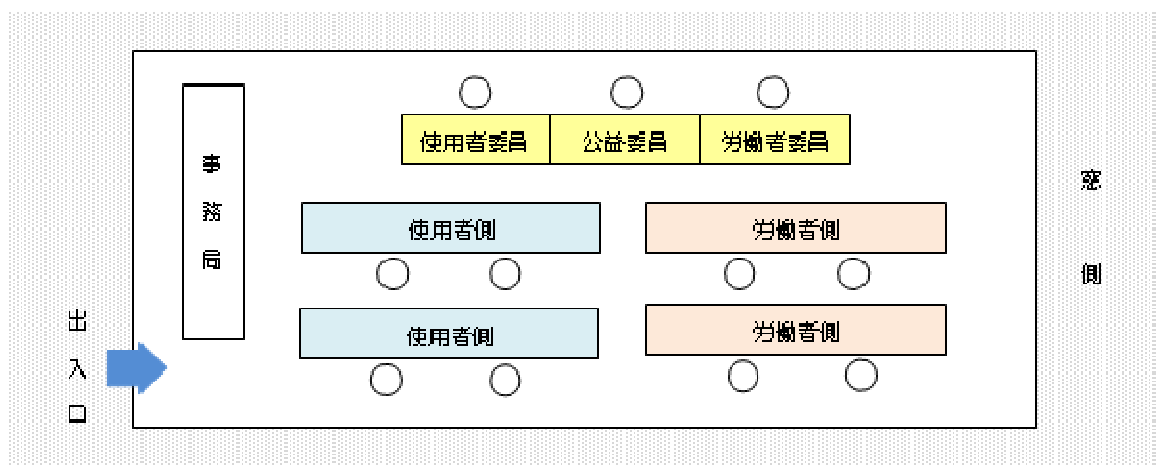 事務局
使用者委員
公益委員
労働者委員
使用者側
労働者側
使用者側
労働者側
窓側
出入口